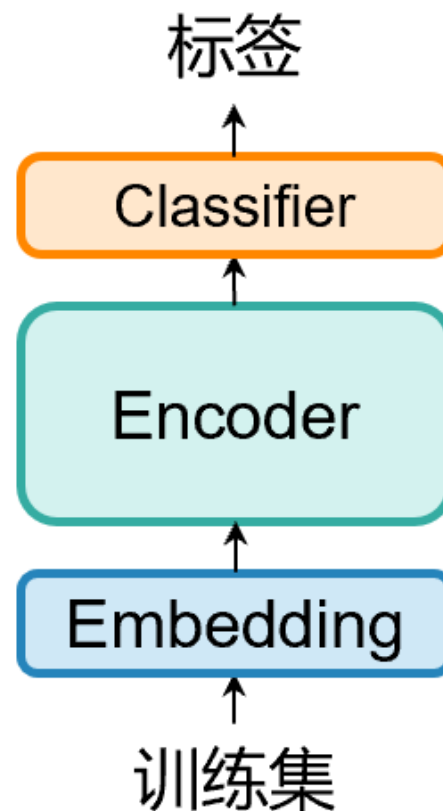 标签
Classifier
Encoder
Embedding
训练集